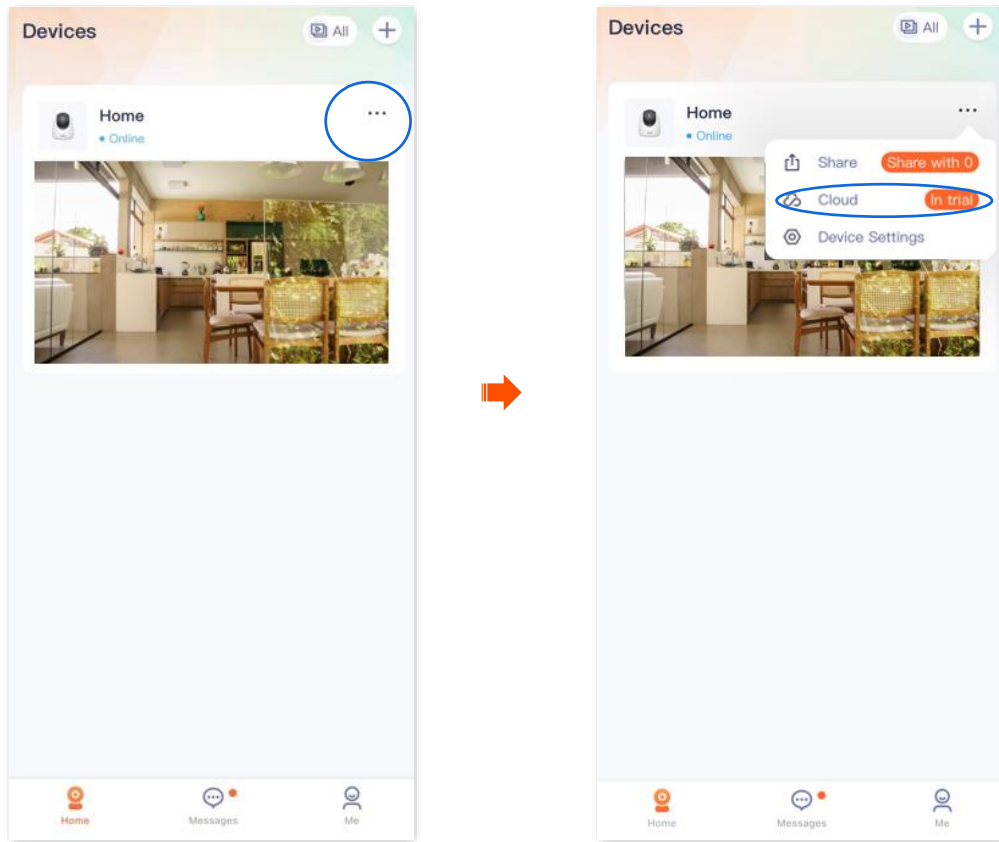 Devices
All
Home
Online
Home
Messages
Me
Devices
All
Home
Online
Share
Share with 0
Cloud
In trial
Device Settings
Home
Messages
Me